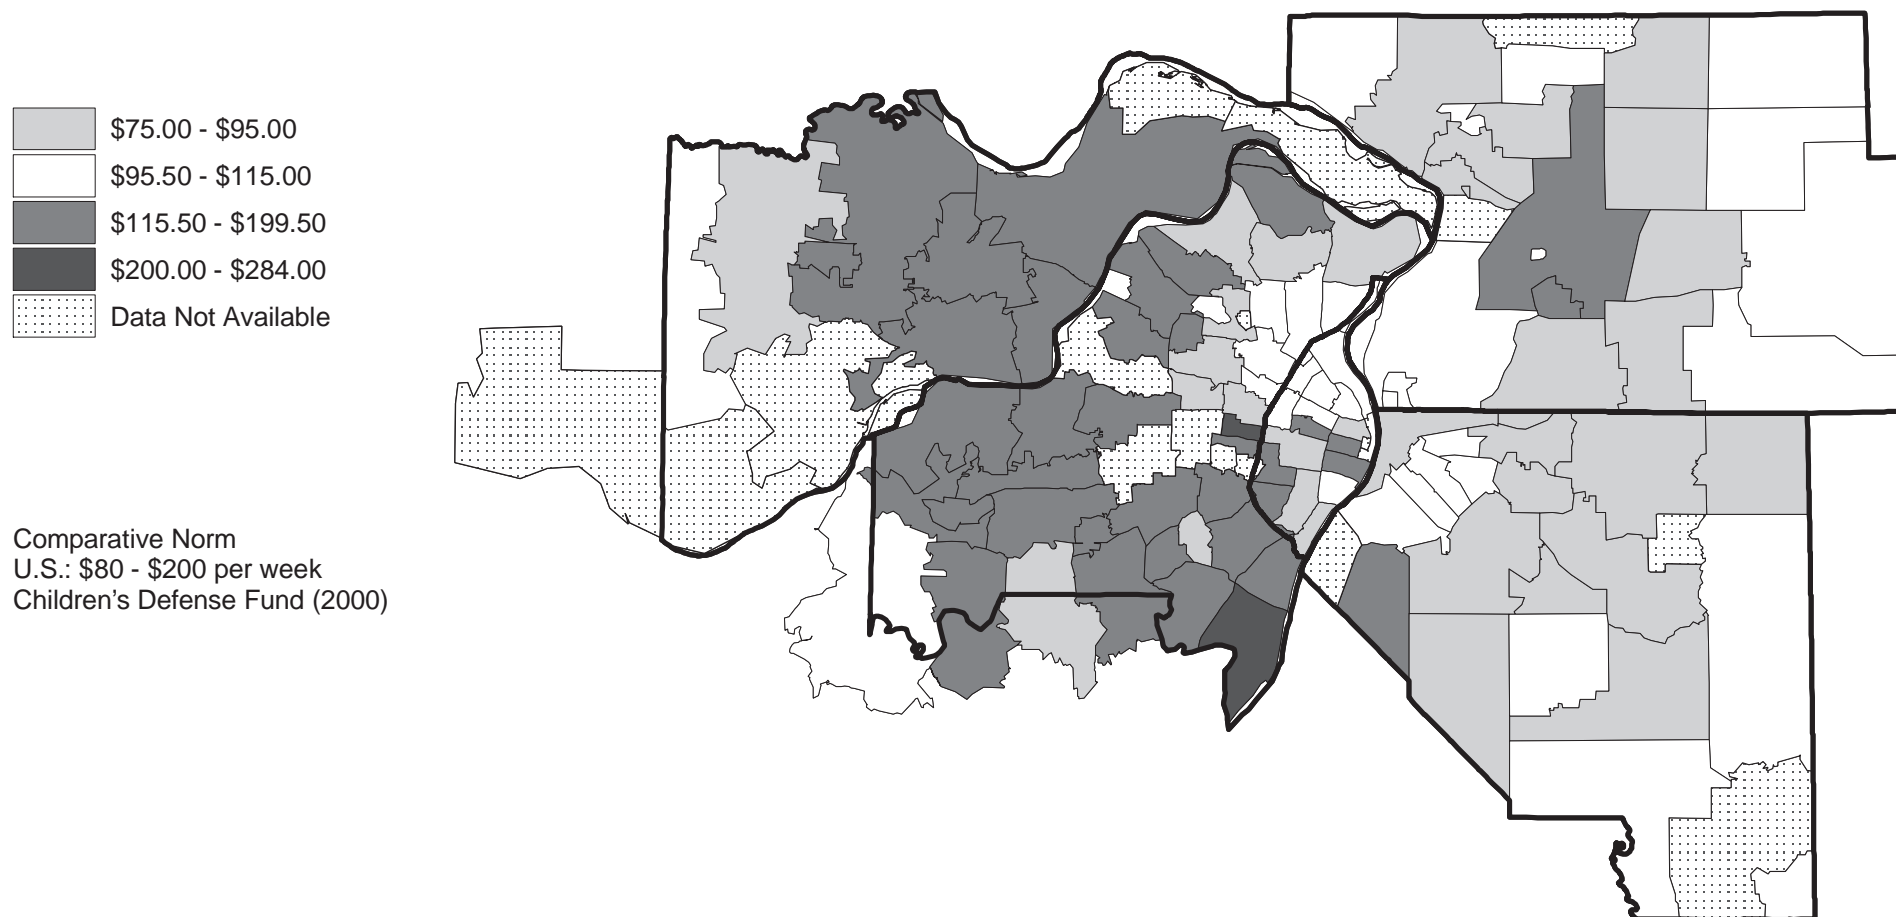 $75.00 - $95.00
$95.50 - $115.00
$115.50 - $199.50
$200.00 - $284.00
Data Not Available
Comparative Norm
U.S.: $80 - $200 per week
Children's Defense Fund (2000)